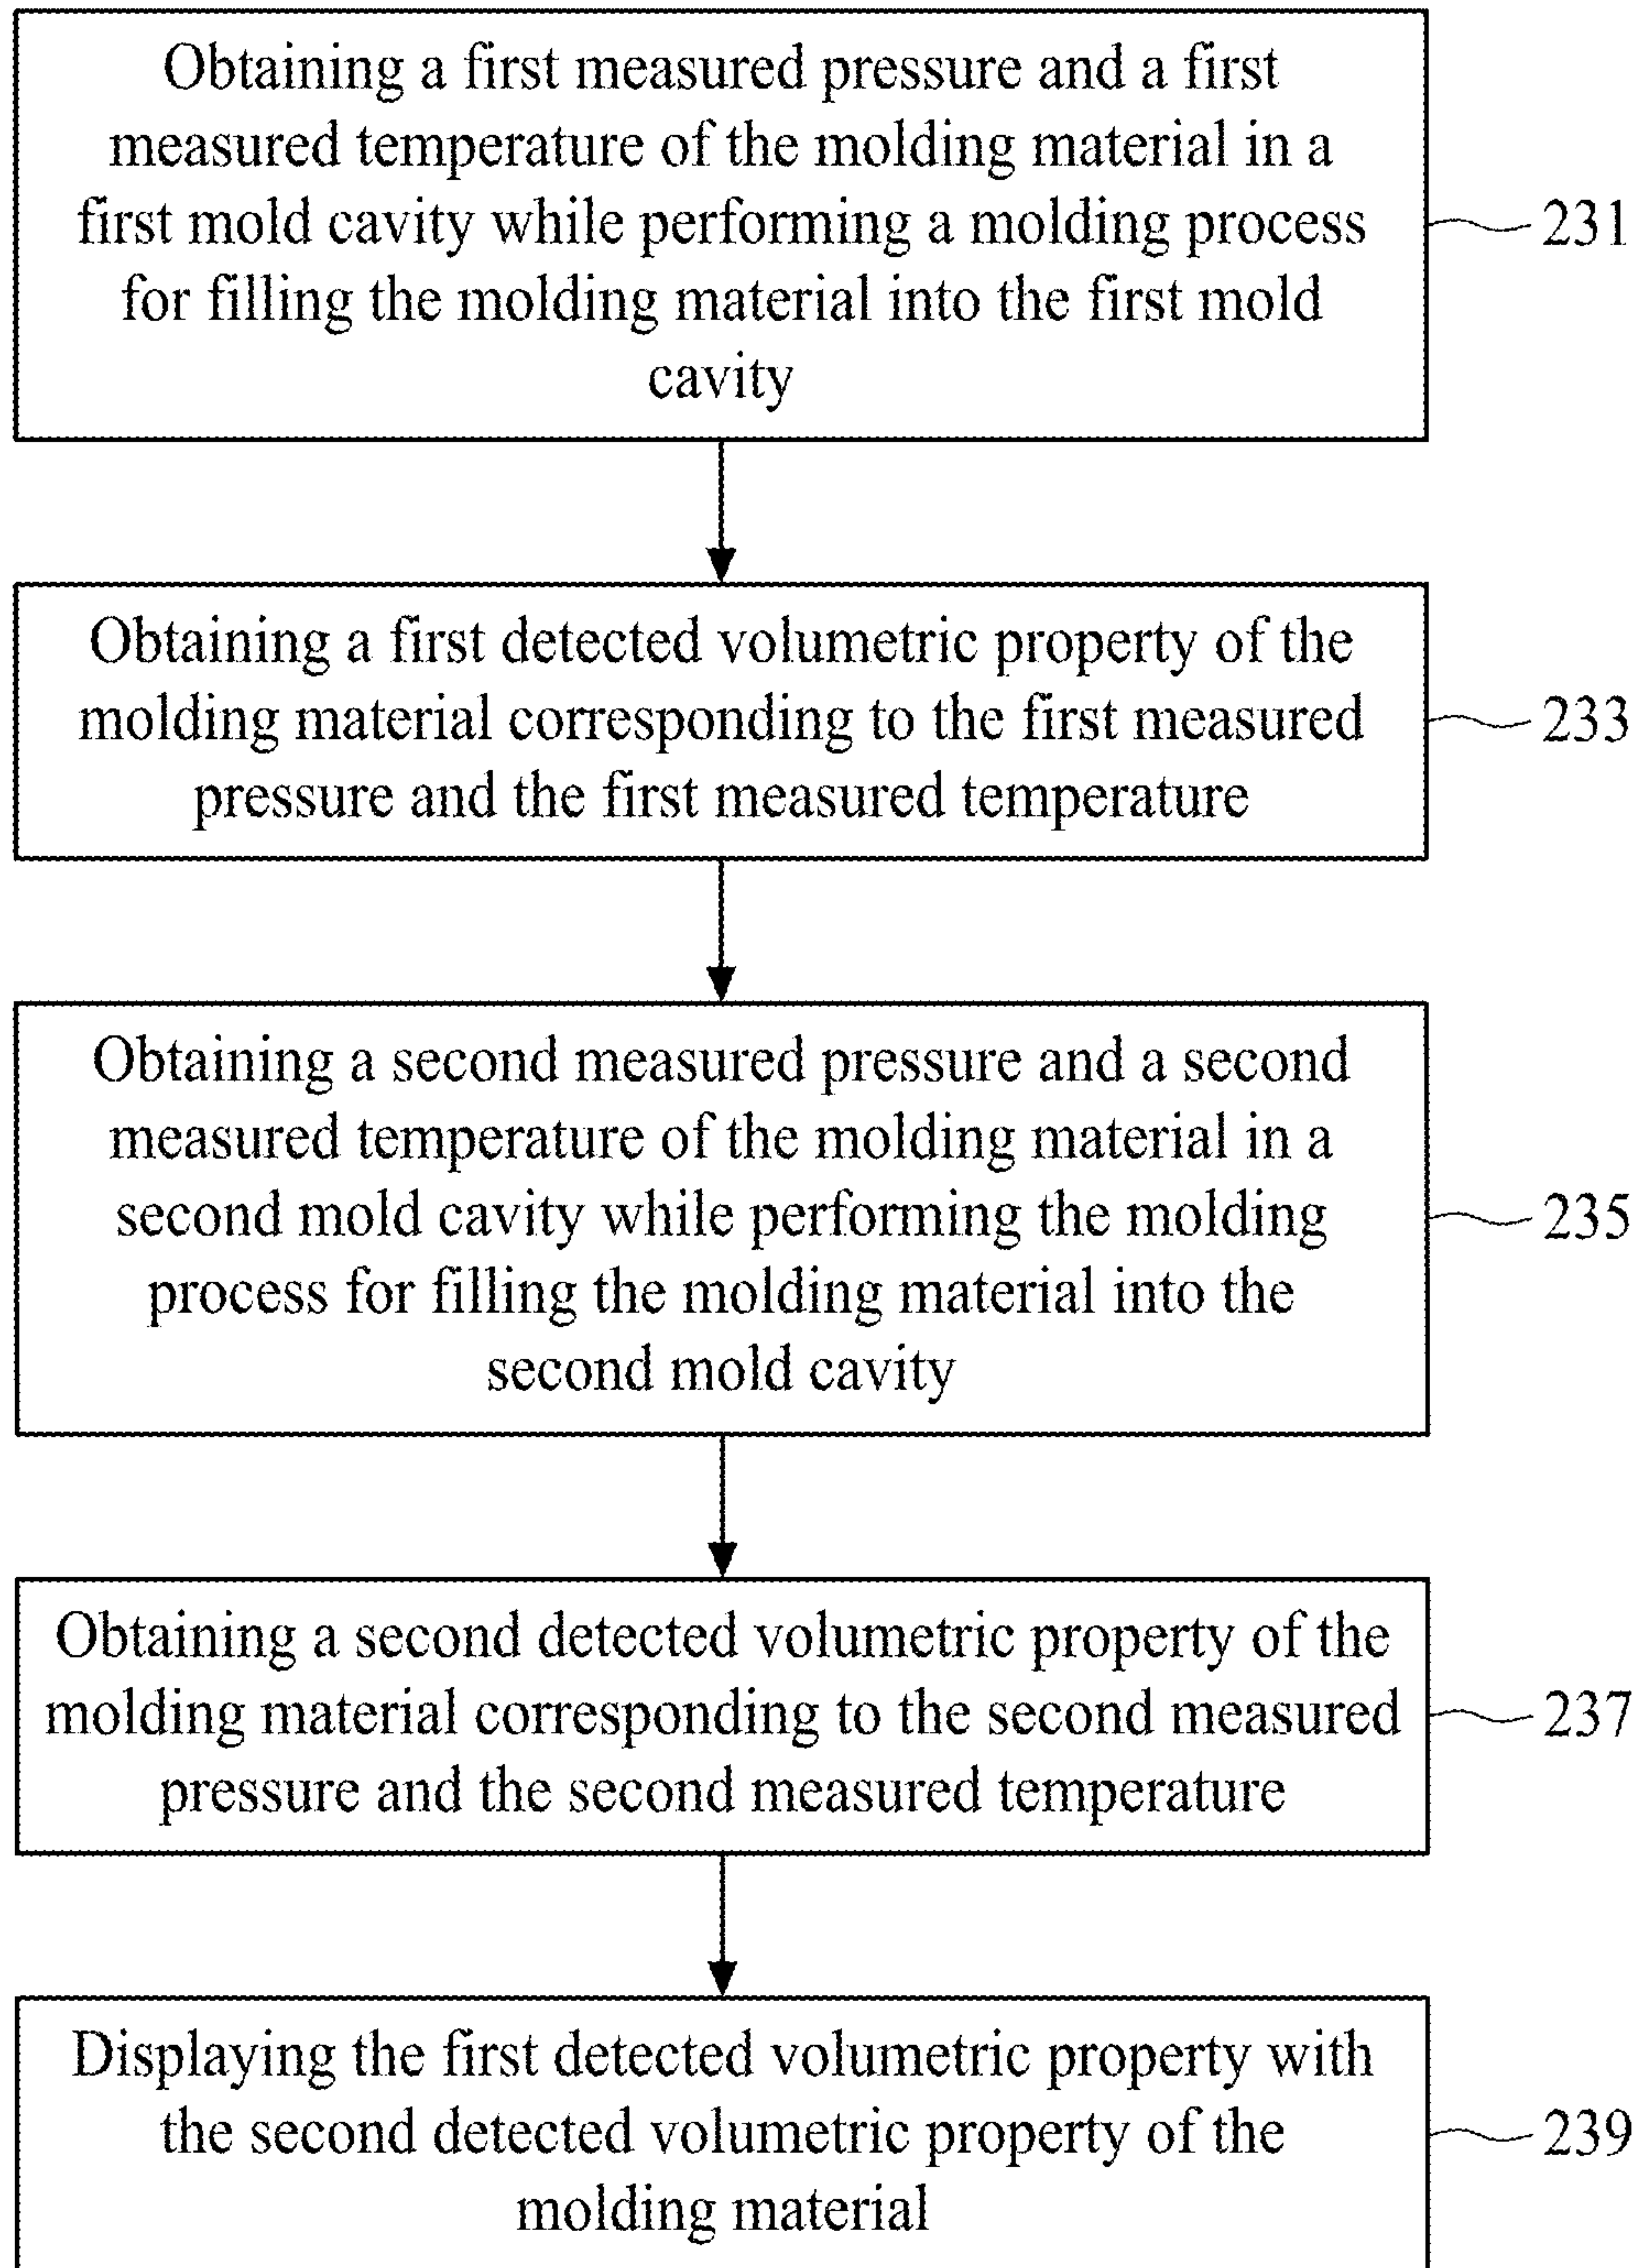 Obtaining a first measured pressure and a first
measured temperature of the molding material in a
first mold cavity while performing a molding process
for filling the molding material into the first mold
cavity
231
Obtaining a first detected volumetric property of the
molding material corresponding to the first measured
pressure and the first measured temperature
233
Obtaining a second measured pressure and a second
measured temperature of the molding material in a
second mold cavity while performing the molding
process for filling the molding material into the
second mold cavity
235
Obtaining a second detected volumetric property of the
molding material corresponding to the second measured
pressure and the second measured temperature
237
Displaying the first detected volumetric property with
the second detected volumetric property of the
molding material
239